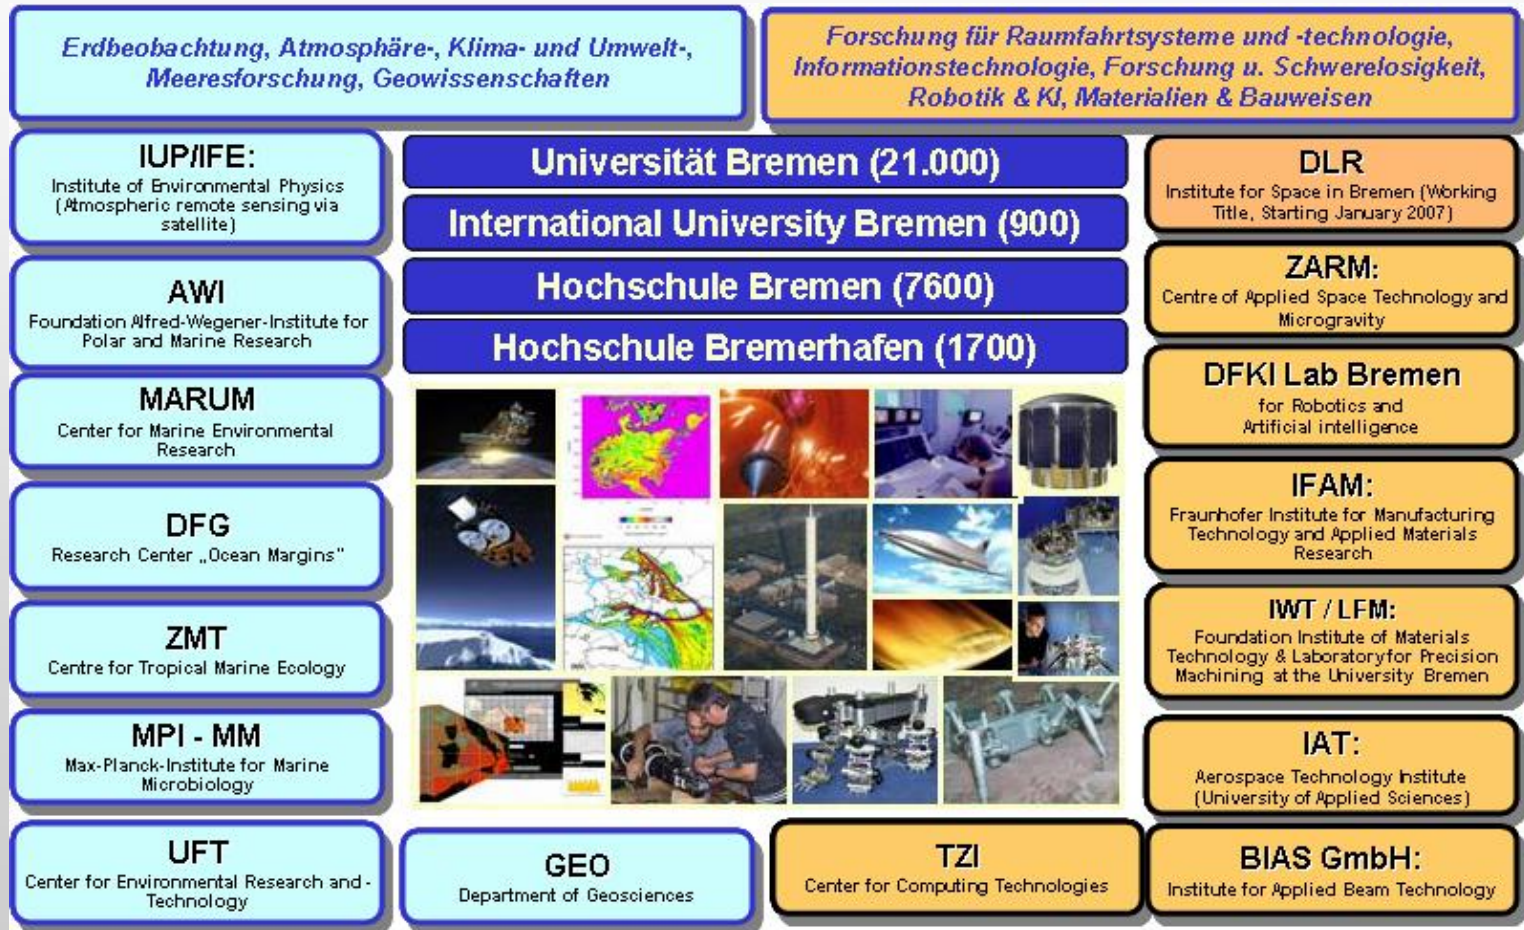 Erdbeobachtung, Atmosphäre-, Klima- und Umwelt-,
Meeresforschung, Geowissenschaften
Forschung für Raumfahrtsysteme und -technologie,
Informationstechnologie, Forschung u. Schwerelosigkeit,
Robotik & KI, Materialien & Bauweisen
IUP/IFE:
Institute of Environmental Physics
(Atmospheric remote sensing via
satellite)
AWI
Foundation Alfred-Wegener-Institute for
Polar and Marine Research
MARUM
Center for Marine Environmental
Research
DFG
Research Center „Ocean Margins"
ZMT
Centre for Tropical Marine Ecology
MPI - MM
Max-Planck-Institute for Marine
Microbiology
UFT
Center for Environmental Research and -
Technology
Universität Bremen (21.000)
International University Bremen (900)
Hochschule Bremen (7600)
Hochschule Bremerhafen (1700)
GEO
Department of Geosciences
TZI
Center for Computing Technologies
DLR
Institute for Space in Bremen (Working
Title, Starting January 2007)
ZARM:
Centre of Applied Space Technology and
Microgravity
DFKI Lab Bremen
for Robotics and
Artificial intelligence
IFAM:
Fraunhofer Institute for Manufacturing
Technology and Applied Materials
Research
IWT / LFM:
Foundation Institute of Materials
Technology & Laboratory for Precision
Machining at the University Bremen
IAT:
Aerospace Technology Institute
(University of Applied Sciences)
BIAS GmbH:
Institute for Applied Beam Technology